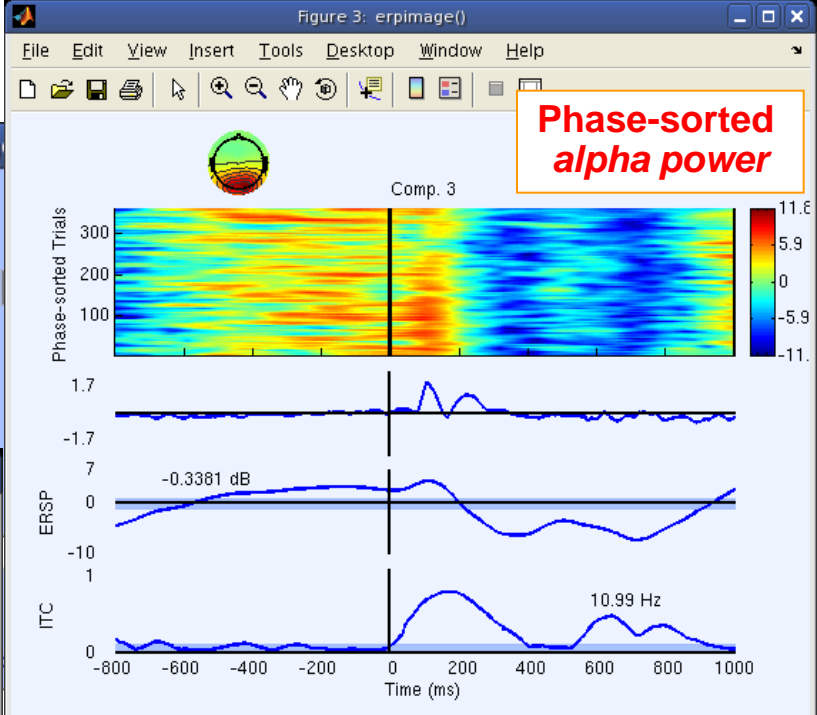 Figure 3: erpimage()
File Edit View Insert Tools Desktop Window Help
Phase-sorted
alpha power
Comp. 3
Phase-sorted Trials
300
200
100
11.8
5.9
0
-5.9
-11.
1.7
-1.7
ERSP
7
0
-10
-0.3381 dB
ITC
1
0
10.99 Hz
-800 -600 -400 -200 0 200 400 600 800 1000
Time (ms)